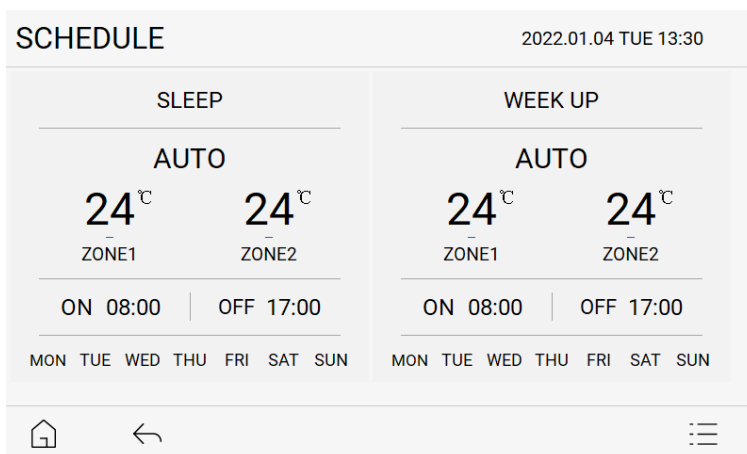 SCHEDULE 2022.01.04 TUE 13:30
SLEEP
AUTO
24℃ 24℃
ZONE1 ZONE2
ON 08:00 OFF 17:00
MON TUE WED THU FRI SAT SUN
WEEK UP
AUTO
24℃ 24℃
ZONE1 ZONE2
ON 08:00 OFF 17:00
MON TUE WED THU FRI SAT SUN